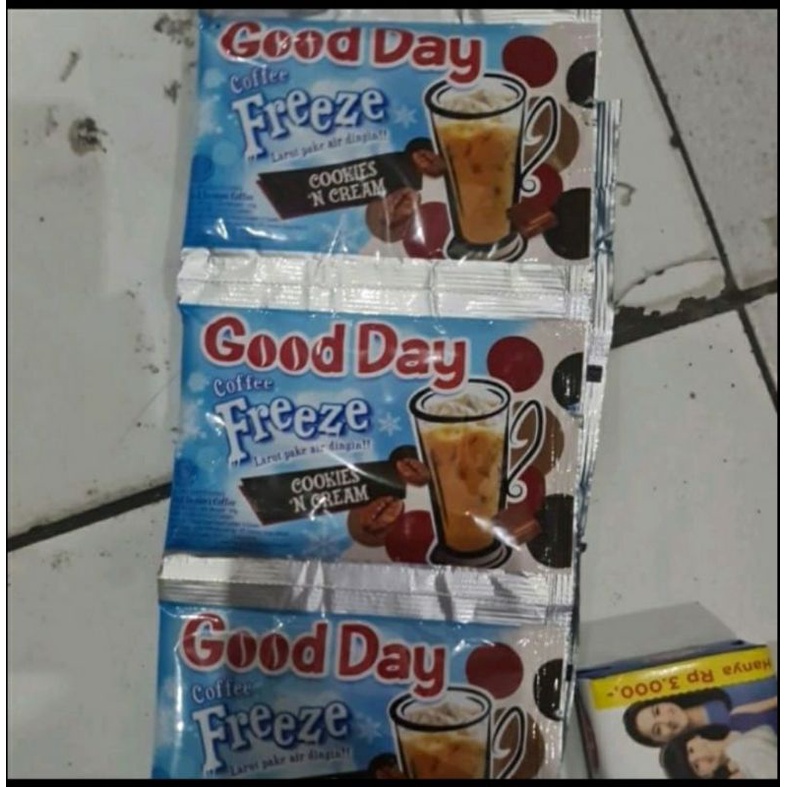 Good Day
Coffee
Freeze
Larut pake air dingin!!
COOKIES
'N CREAM
Good Day
Coffee
Freeze
Larut pake air dingin!!
COOKIES
'N CREAM
Good Day
Coffee
Freeze
Larut pake air dingin!!
Hanya Rp 3.000,-